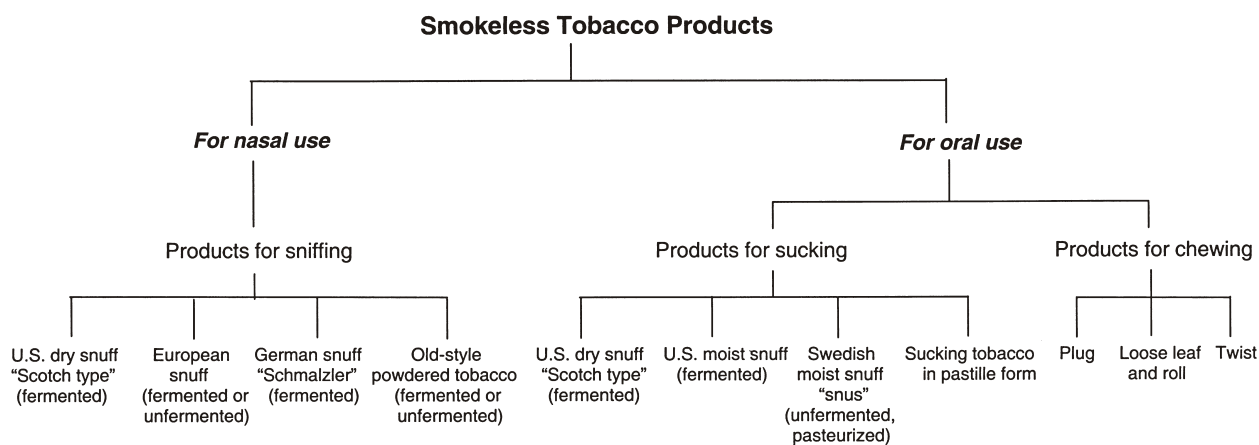 Smokeless Tobacco Products
For nasal use
For oral use
Products for sniffing
Products for sucking
Products for chewing
U.S. dry snuff
“Scotch type”
(fermented)
European
snuff
(fermented or
unfermented)
German snuff
“Schmalzler”
(fermented)
Old-style
powdered tobacco
(fermented or
unfermented)
U.S. dry snuff
“Scotch type”
(fermented)
U.S. moist snuff
(fermented)
Swedish
moist snuff
“snus”
(unfermented,
pasteurized)
Sucking tobacco
in pastille form
Plug
Loose leaf
and roll
Twist